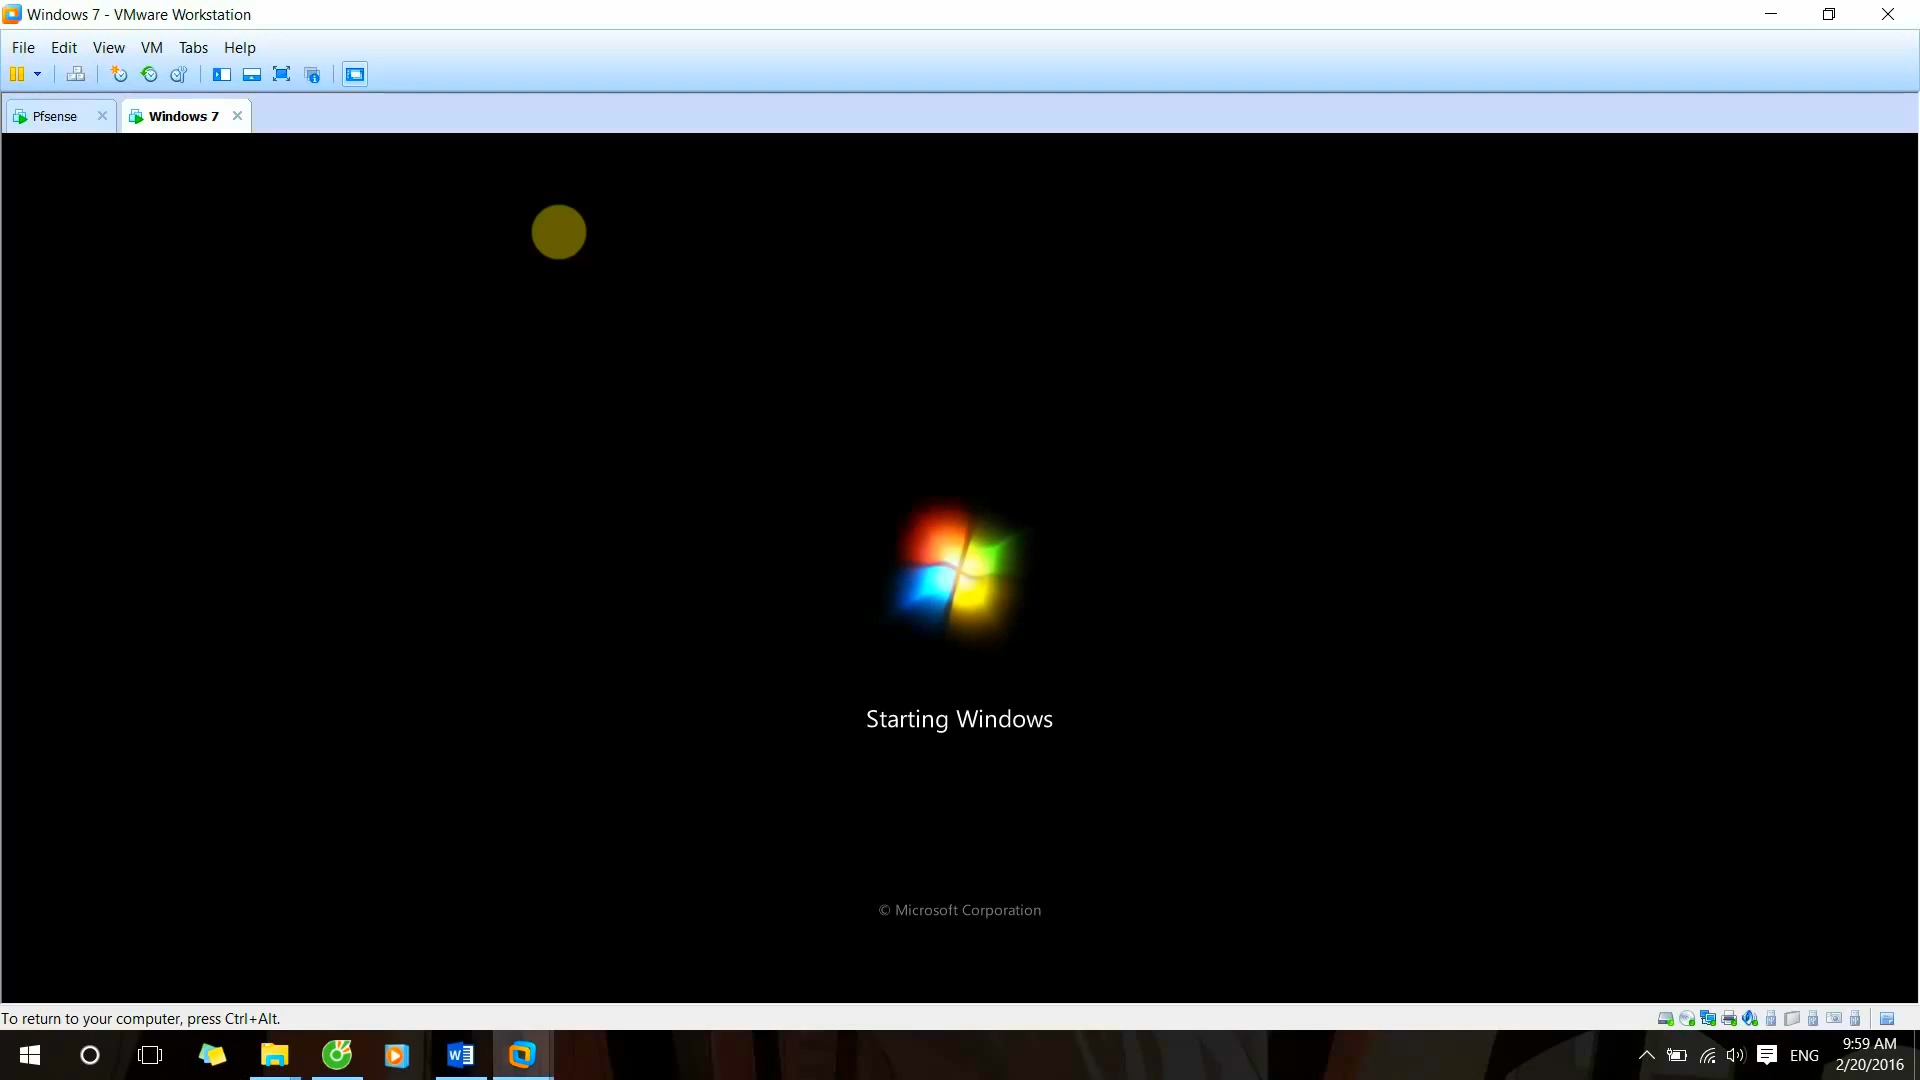 Windows 7 - VMware Workstation
File Edit View VM Tabs Help
Pfsense
Windows 7
Starting Windows
© Microsoft Corporation
To return to your computer, press Ctrl+Alt.
ENG
9:59 AM
2/20/2016